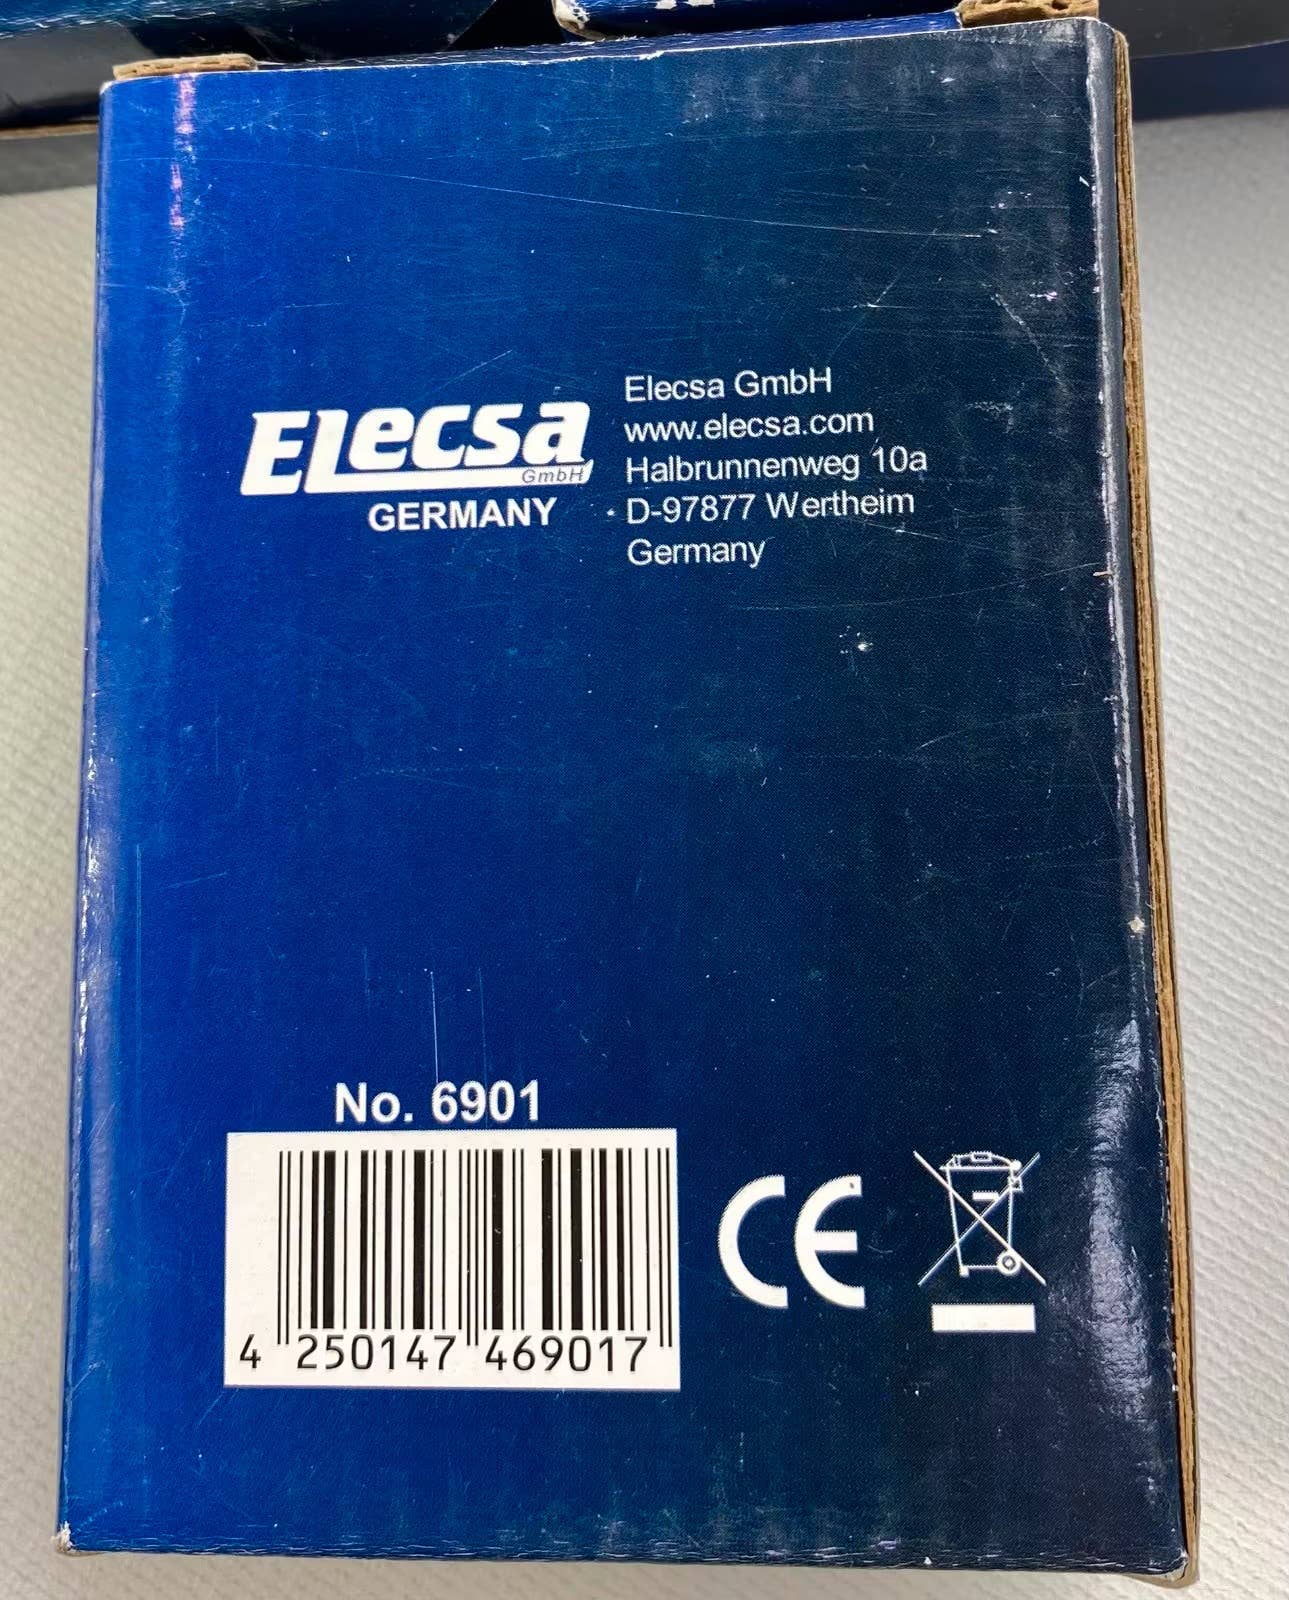 Elecsa
GmbH
GERMANY
Elecsa GmbH
www.elecsa.com
Halbrunnenweg 10a
D-97877 Wertheim
Germany
No. 6901
4 250147 469017
CE